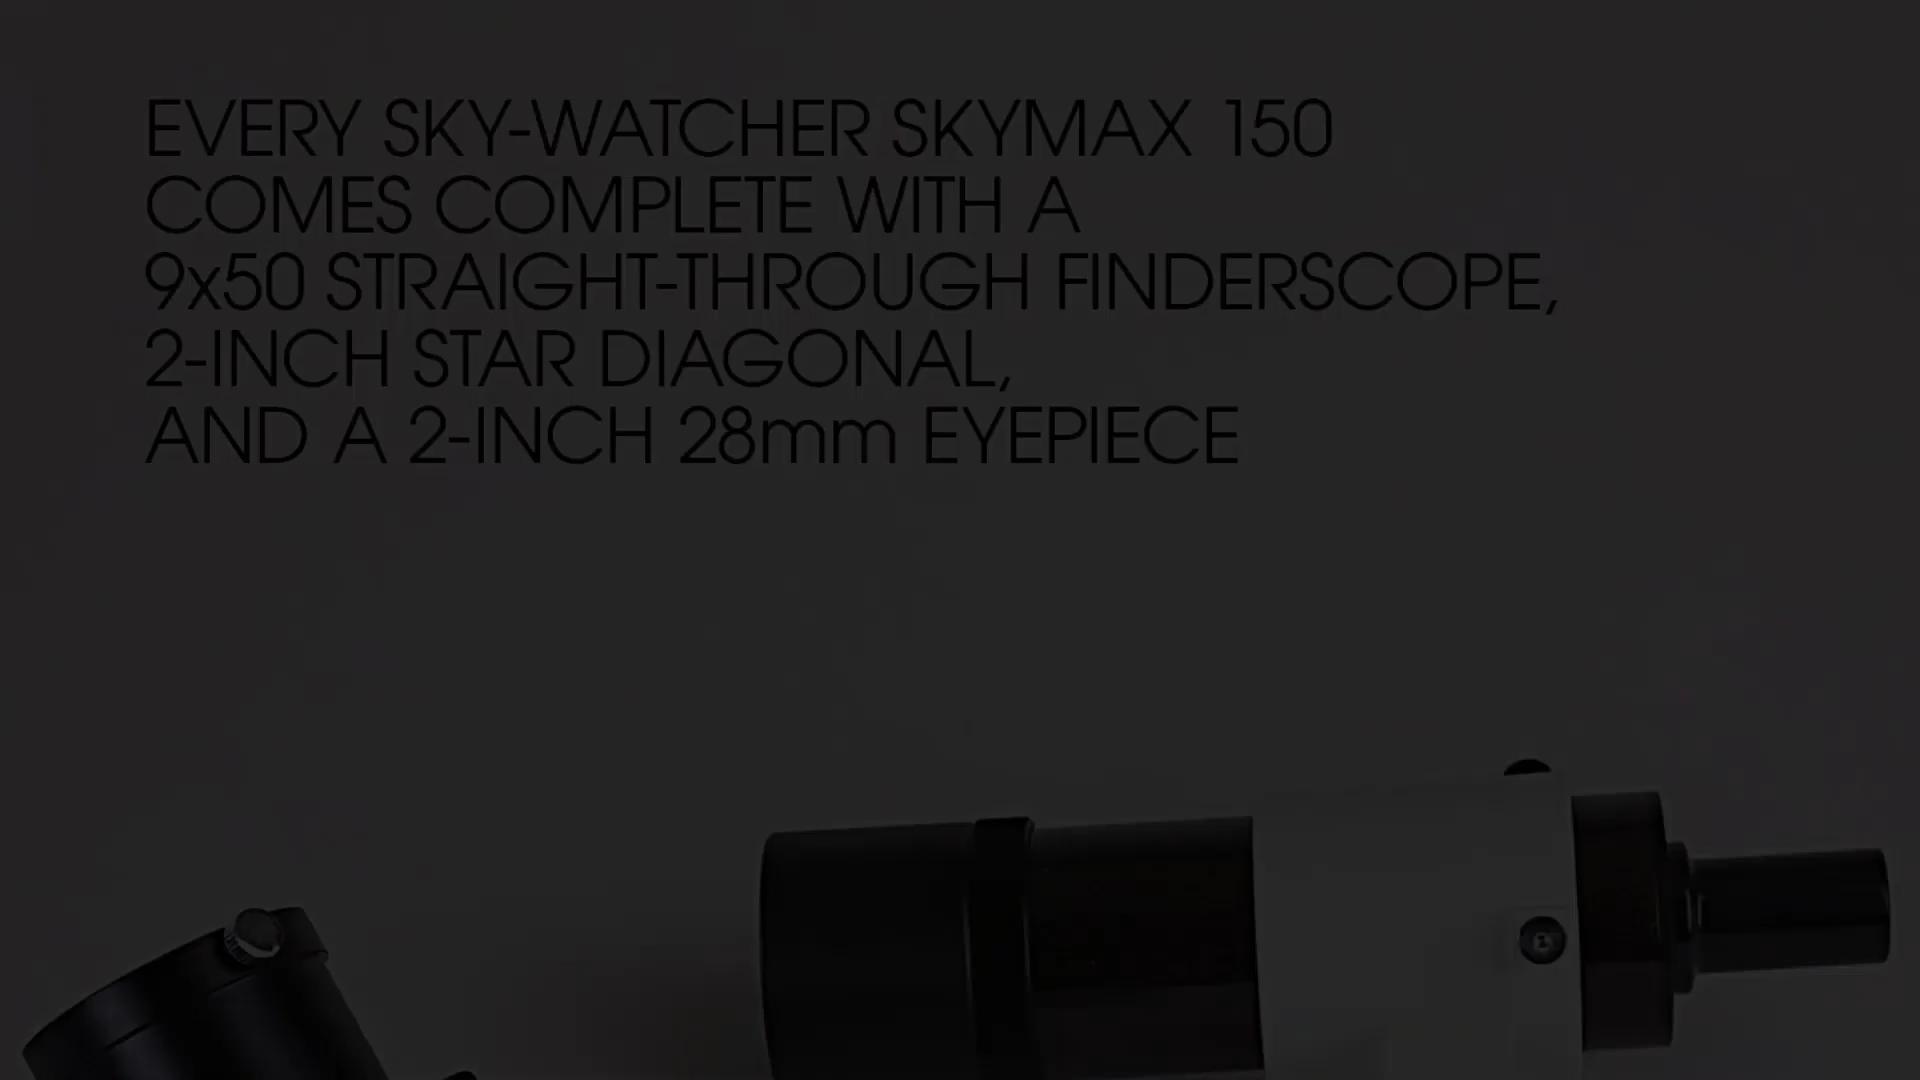 EVERY SKY-WATCHER SKYMAX 150
COMES COMPLETE WITH A
9x50 STRAIGHT-THROUGH FINDERSCOPE,
2-INCH STAR DIAGONAL,
AND A 2-INCH 28mm EYEPIECE